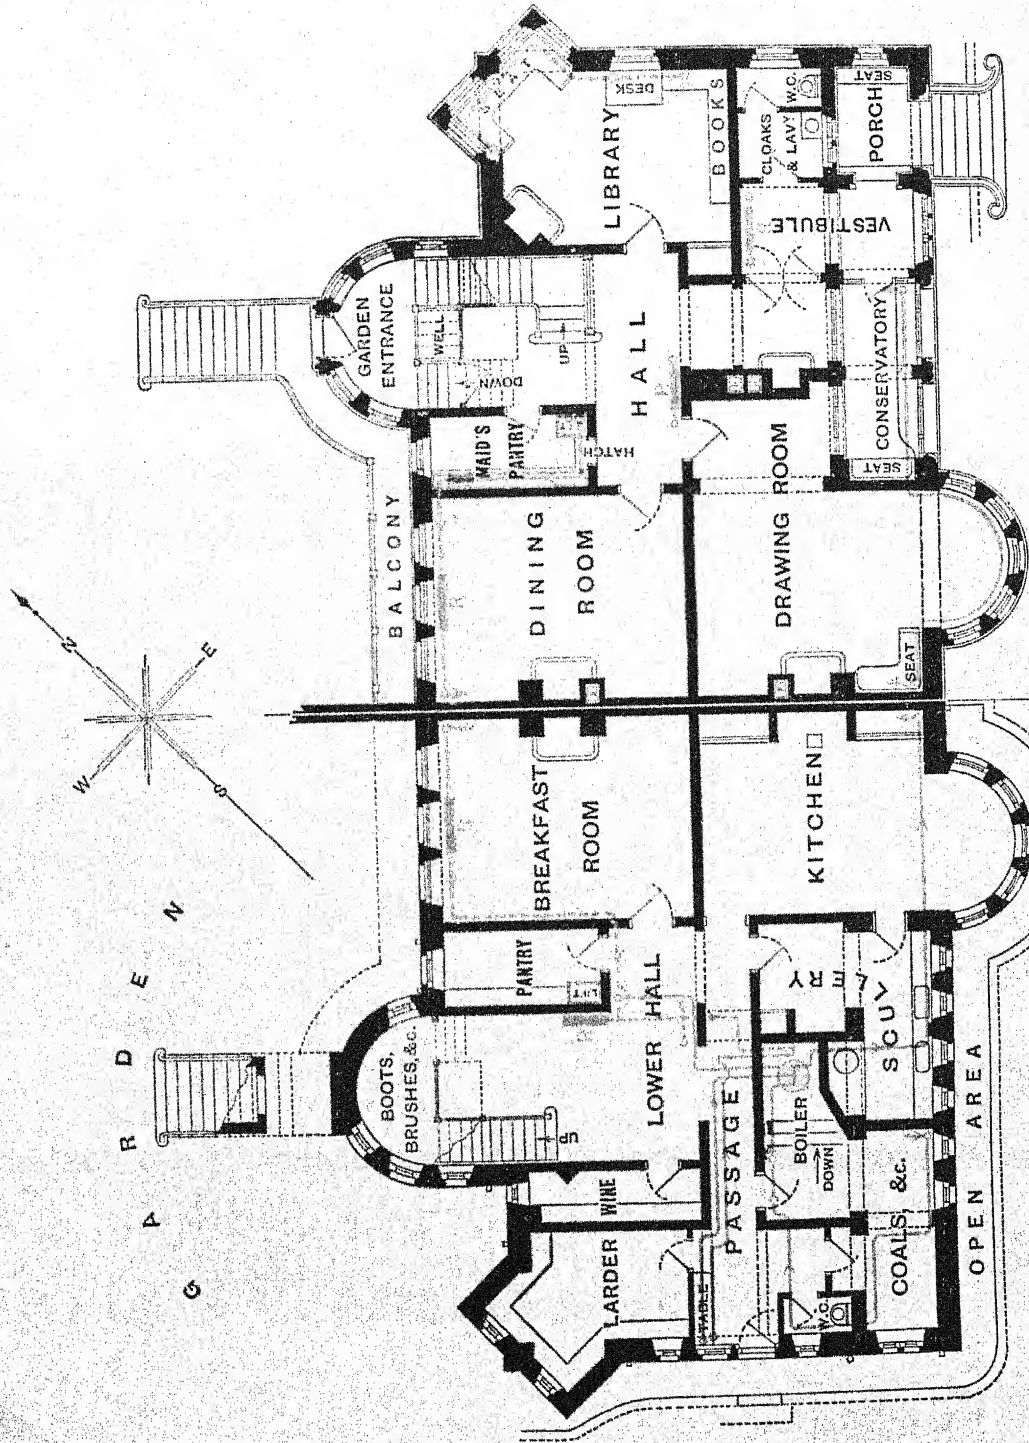 GARDEN
N
E
S
W
BALCONY
GARDEN
ENTRANCE
WELL
DOWN
UP
MAID'S
PANTRY
HATCH
HALL
LIBRARY
SEAT
DESK
BOOKS
CLOAKS
& LAVY
W.C.
SEAT
PORCH
VESTIBULE
CONSERVATORY
SEAT
DINING
ROOM
DRAWING ROOM
SEAT
BREAKFAST
ROOM
KITCHEN
PANTRY
LIFT
LOWER HALL
BOOTS,
BRUSHES, &c.
UP
WINE
LARDER
TABLE
PASSAGE
SCULLERY
BOILER
DOWN
W.C.
COALS, &c.
OPEN AREA